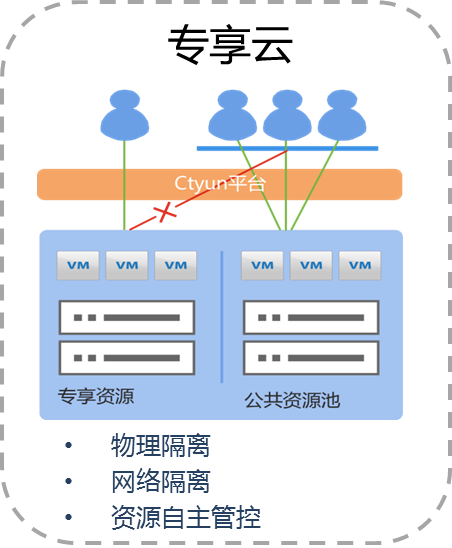 专享云
Ctyun平台
VM VM VM VM VM VM
专享资源 公共资源池
• 物理隔离
• 网络隔离
• 资源自主管控